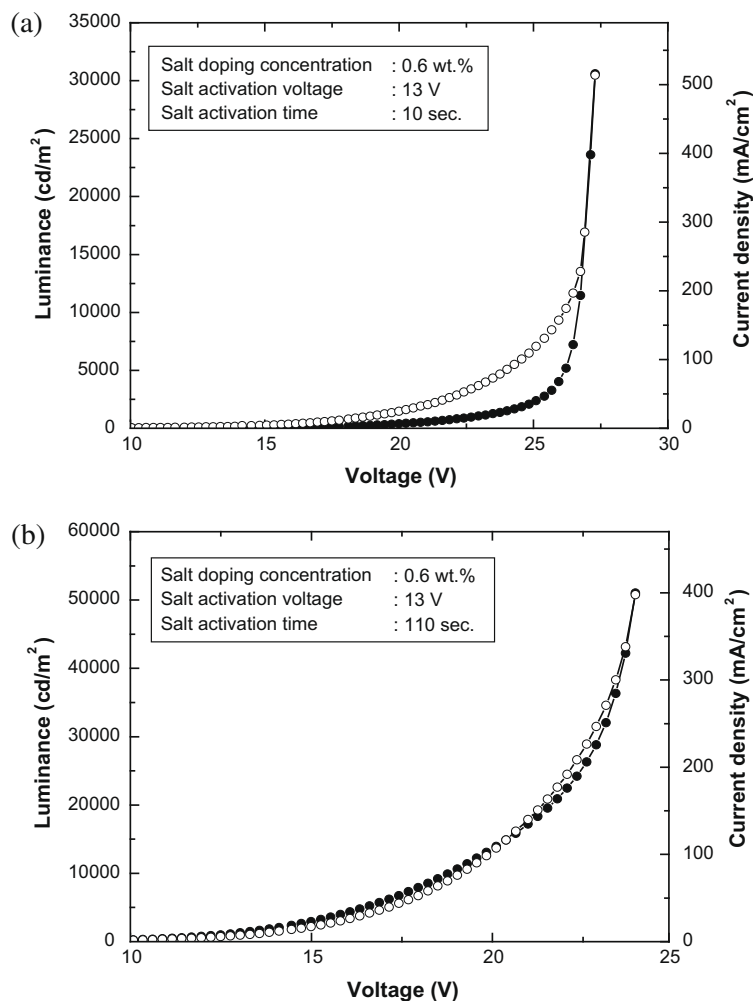 (a)
35000
30000
25000
20000
15000
10000
5000
0
Luminance (cd/m²)
Salt doping concentration : 0.6 wt.%
Salt activation voltage : 13 V
Salt activation time : 10 sec.
500
400
300
200
100
0
Current density (mA/cm²)
10 15 20 25 30
Voltage (V)
(b)
60000
50000
40000
30000
20000
10000
0
Luminance (cd/m²)
Salt doping concentration : 0.6 wt.%
Salt activation voltage : 13 V
Salt activation time : 110 sec.
400
300
200
100
0
Current density (mA/cm²)
10 15 20 25
Voltage (V)